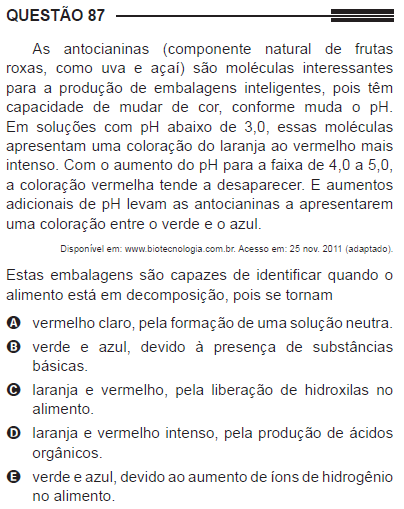 QUESTÃO 87
As antocianinas (componente natural de frutas
roxas, como uva e açaí) são moléculas interessantes
para a produção de embalagens inteligentes, pois têm
capacidade de mudar de cor, conforme muda o pH.
Em soluções com pH abaixo de 3,0, essas moléculas
apresentam uma coloração do laranja ao vermelho mais
intenso. Com o aumento do pH para a faixa de 4,0 a 5,0,
a coloração vermelha tende a desaparecer. E aumentos
adicionais de pH levam as antocianinas a apresentarem
uma coloração entre o verde e o azul.
Disponível em: www.biotecnologia.com.br. Acesso em: 25 nov. 2011 (adaptado).
Estas embalagens são capazes de identificar quando o
alimento está em decomposição, pois se tornam
A vermelho claro, pela formação de uma solução neutra.
B verde e azul, devido à presença de substâncias
básicas.
C laranja e vermelho, pela liberação de hidroxilas no
alimento.
D laranja e vermelho intenso, pela produção de ácidos
orgânicos.
E verde e azul, devido ao aumento de íons de hidrogênio
no alimento.